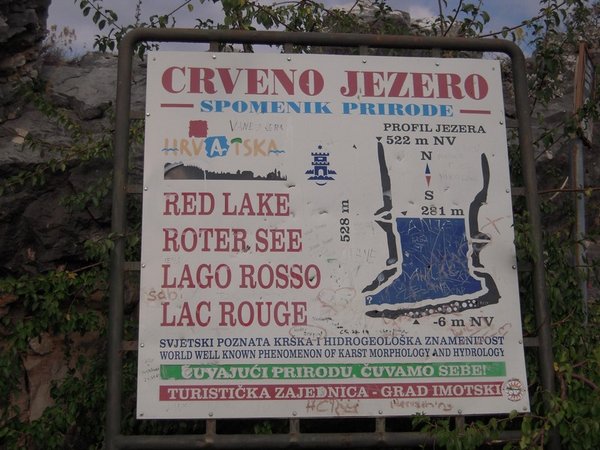 CRVENO JEZERO
SPOMENIK PRIRODE
HRVATSKA
PROFIL JEZERA
522 m NV
N
S
281 m
528 m
-6 m NV
RED LAKE
ROTER SEE
LAGO ROSSO
LAC ROUGE
SVJETSKI POZNATA KRŠKA I HIDROGEOLOŠKA ZNAMENITOST
WORLD WELL KNOWN PHENOMENON OF KARST MORPHOLOGY AND HYDROLOGY
ČUVAJUĆI PRIRODU, ČUVAMO SEBE!
TURISTIČKA ZAJEDNICA - GRAD IMOTSKI